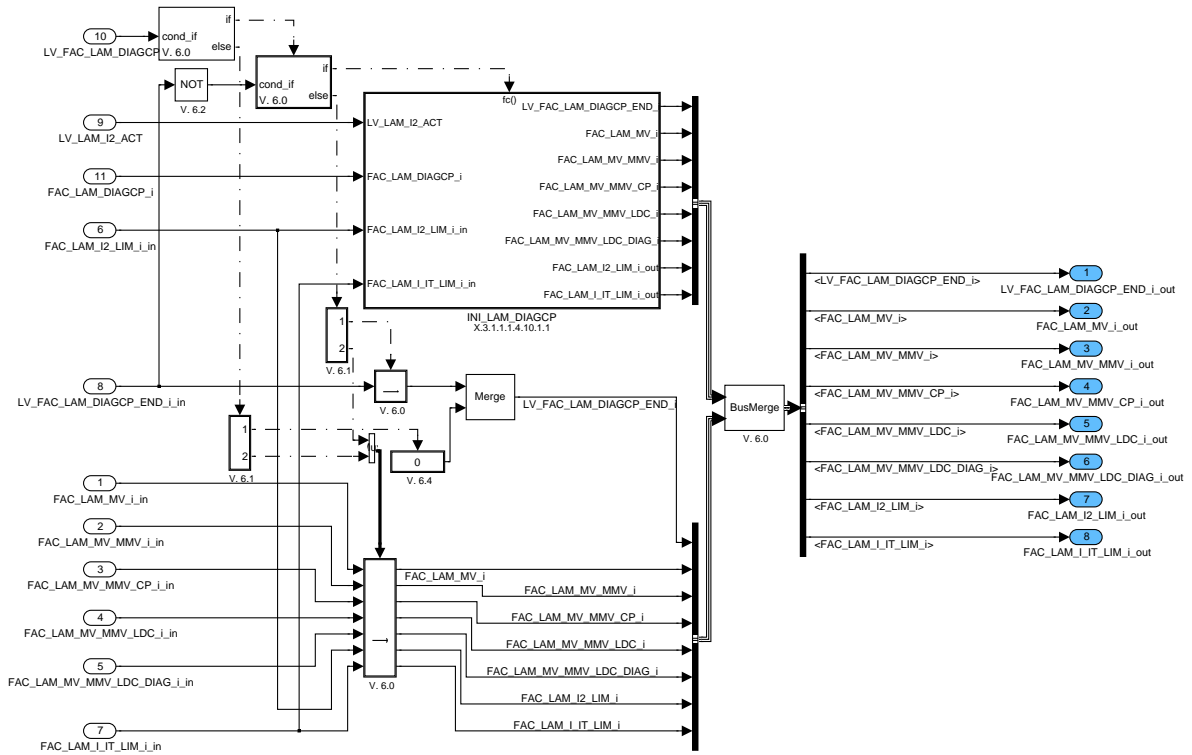 if
10
cond_if
LV_FAC_LAM_DIAGCP
V. 6.0
else
if
NOT
cond_if
V. 6.0
else
V. 6.2
fc()
9
LV_LAM_I2_ACT
LV_LAM_I2_ACT
11
FAC_LAM_DIAGCP_i
FAC_LAM_DIAGCP_i
6
FAC_LAM_I2_LIM_i_in
FAC_LAM_I2_LIM_i_in
FAC_LAM_I_IT_LIM_i_in
LV_FAC_LAM_DIAGCP_END_i
FAC_LAM_MV_i
FAC_LAM_MV_MMV_i
FAC_LAM_MV_MMV_CP_i
FAC_LAM_MV_MMV_LDC_i
FAC_LAM_MV_MMV_LDC_DIAG_i
FAC_LAM_I2_LIM_i_out
FAC_LAM_I_IT_LIM_i_out
INI_LAM_DIAGCP
X.3.1.1.1.4.10.1.1
1
2
V. 6.1
8
LV_FAC_LAM_DIAGCP_END_i_in
V. 6.0
Merge
LV_FAC_LAM_DIAGCP_END_i
1
2
V. 6.1
0
V. 6.4
1
FAC_LAM_MV_i_in
2
FAC_LAM_MV_MMV_i_in
3
FAC_LAM_MV_MMV_CP_i_in
4
FAC_LAM_MV_MMV_LDC_i_in
5
FAC_LAM_MV_MMV_LDC_DIAG_i_in
7
FAC_LAM_I_IT_LIM_i_in
V. 6.0
FAC_LAM_MV_i
FAC_LAM_MV_MMV_i
FAC_LAM_MV_MMV_CP_i
FAC_LAM_MV_MMV_LDC_i
FAC_LAM_MV_MMV_LDC_DIAG_i
FAC_LAM_I2_LIM_i
FAC_LAM_I_IT_LIM_i
BusMerge
V. 6.0
<LV_FAC_LAM_DIAGCP_END_i>
1
LV_FAC_LAM_DIAGCP_END_i_out
<FAC_LAM_MV_i>
2
FAC_LAM_MV_i_out
<FAC_LAM_MV_MMV_i>
3
FAC_LAM_MV_MMV_i_out
<FAC_LAM_MV_MMV_CP_i>
4
FAC_LAM_MV_MMV_CP_i_out
<FAC_LAM_MV_MMV_LDC_i>
5
FAC_LAM_MV_MMV_LDC_i_out
<FAC_LAM_MV_MMV_LDC_DIAG_i>
6
FAC_LAM_MV_MMV_LDC_DIAG_i_out
<FAC_LAM_I2_LIM_i>
7
FAC_LAM_I2_LIM_i_out
<FAC_LAM_I_IT_LIM_i>
8
FAC_LAM_I_IT_LIM_i_out